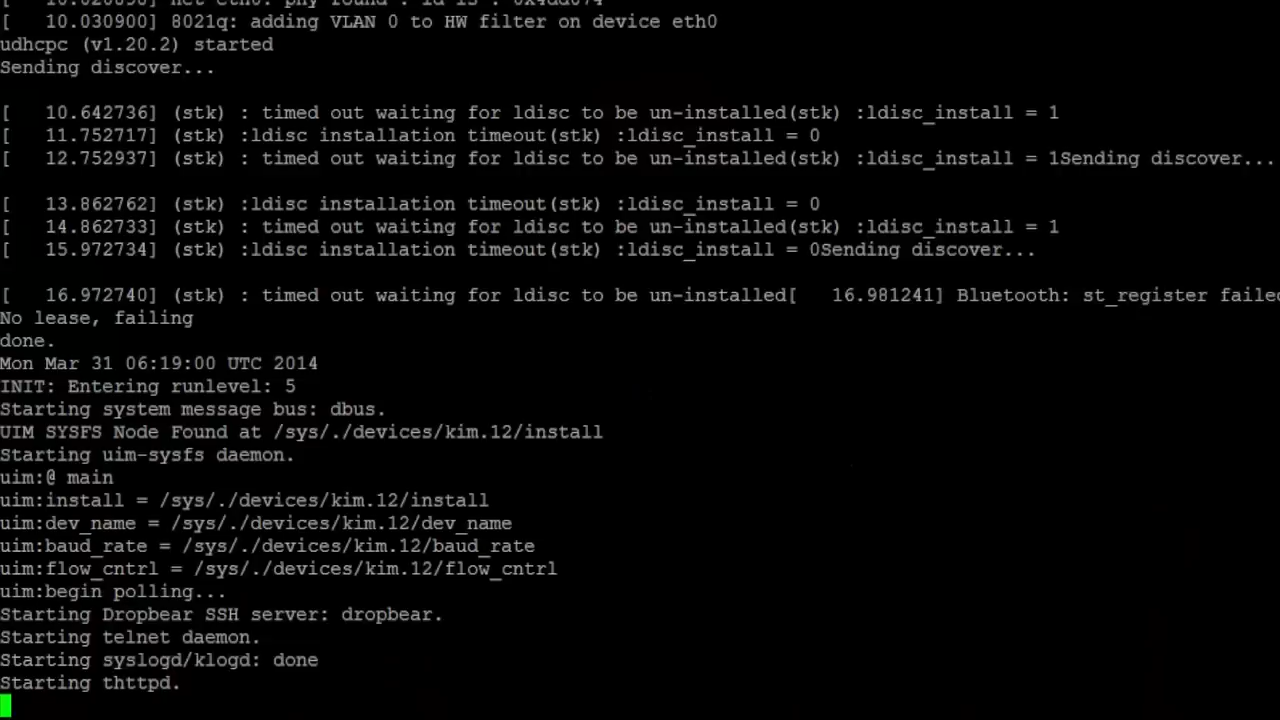 [   10.030900] 8021q: adding VLAN 0 to HW filter on device eth0
udhcpc (v1.20.2) started
Sending discover...
[   10.642736] (stk) : timed out waiting for ldisc to be un-installed(stk) :ldisc_install = 1
[   11.752717] (stk) :ldisc installation timeout(stk) :ldisc_install = 0
[   12.752937] (stk) : timed out waiting for ldisc to be un-installed(stk) :ldisc_install = 1Sending discover...
[   13.862762] (stk) :ldisc installation timeout(stk) :ldisc_install = 0
[   14.862733] (stk) : timed out waiting for ldisc to be un-installed(stk) :ldisc_install = 1
[   15.972734] (stk) :ldisc installation timeout(stk) :ldisc_install = 0Sending discover...
[   16.972740] (stk) : timed out waiting for ldisc to be un-installed[   16.981241] Bluetooth: st_register failed
No lease, failing
done.
Mon Mar 31 06:19:00 UTC 2014
INIT: Entering runlevel: 5
Starting system message bus: dbus.
UIM SYSFS Node Found at /sys/./devices/kim.12/install
Starting uim-sysfs daemon.
uim:@ main
uim:install = /sys/./devices/kim.12/install
uim:dev_name = /sys/./devices/kim.12/dev_name
uim:baud_rate = /sys/./devices/kim.12/baud_rate
uim:flow_cntrl = /sys/./devices/kim.12/flow_cntrl
uim:begin polling...
Starting Dropbear SSH server: dropbear.
Starting telnet daemon.
Starting syslogd/klogd: done
Starting thttpd.